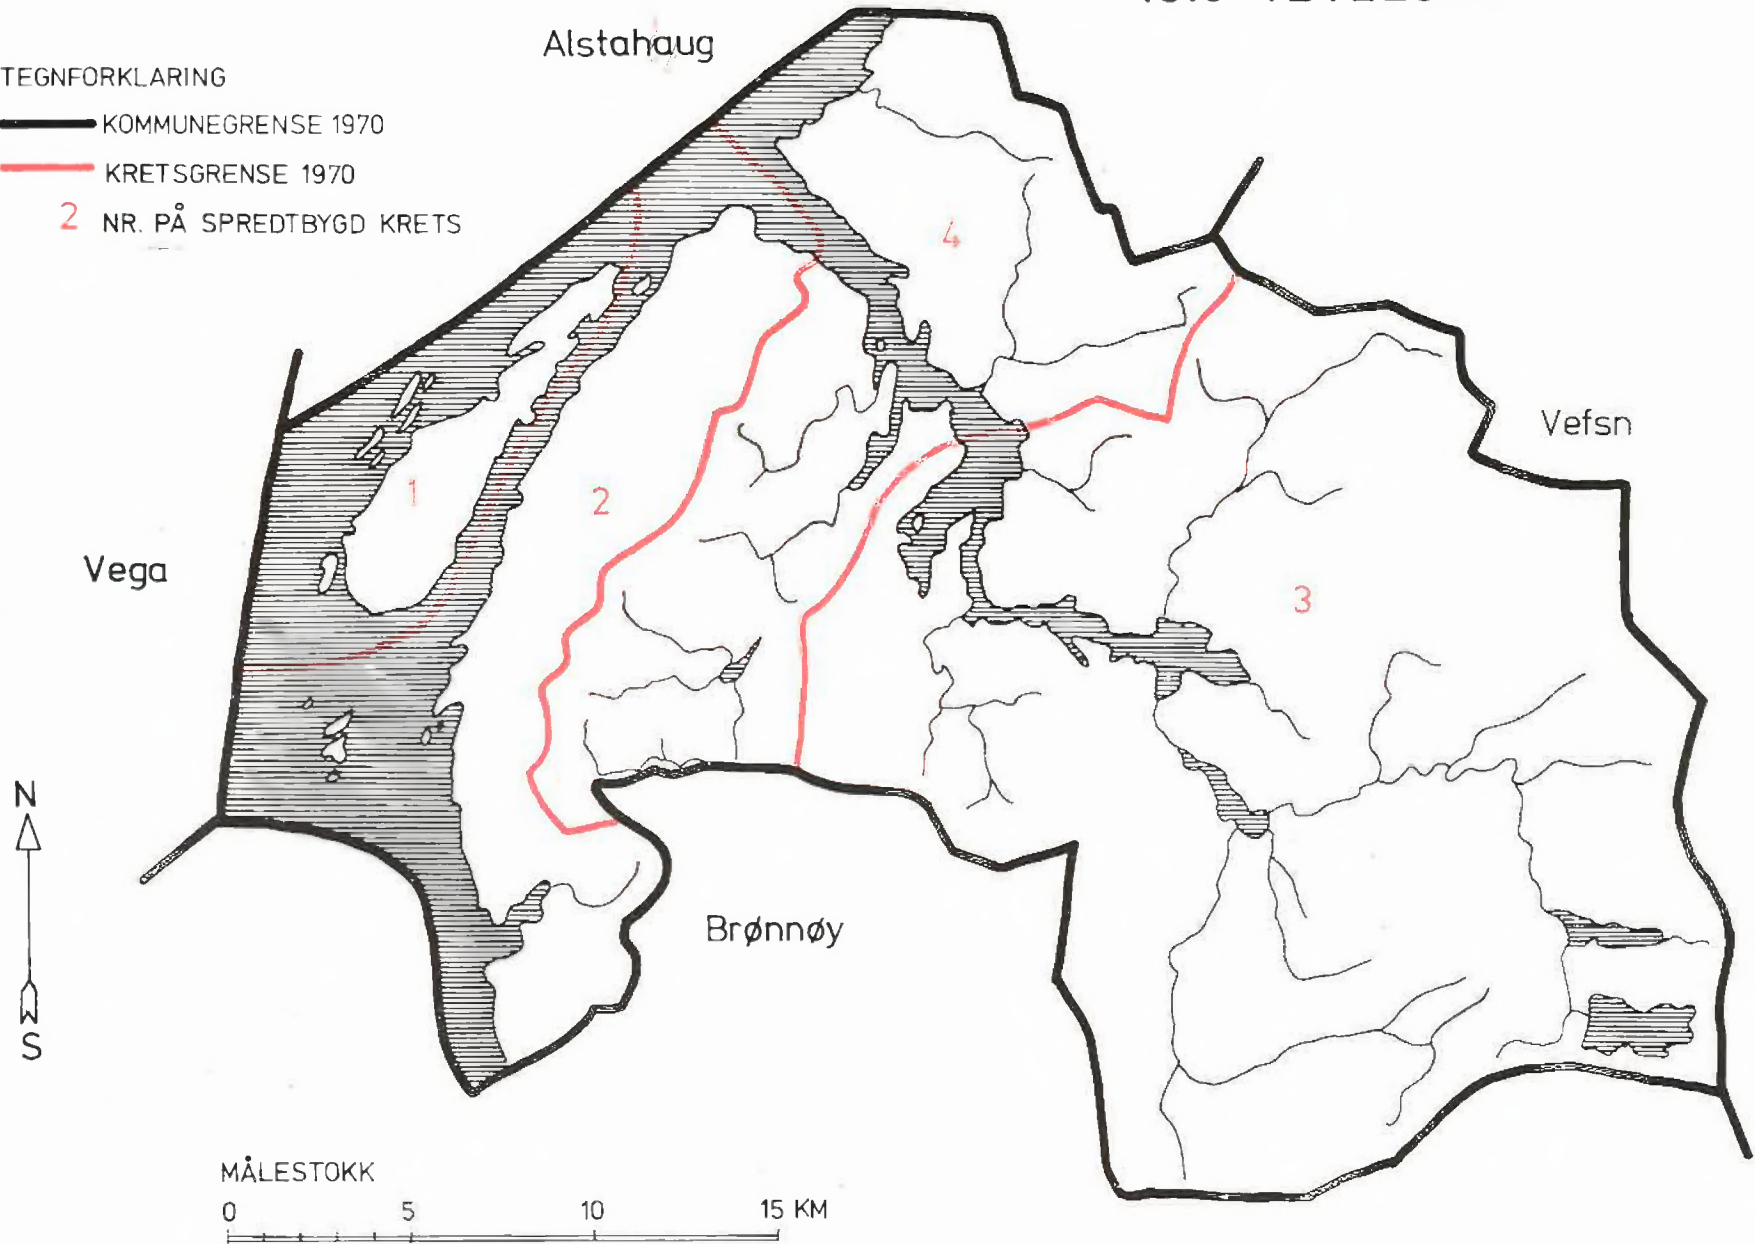 Alstahaug
TEGNFORKLARING
KOMMUNEGRENSE 1970
KRETSGRENSE 1970
2 NR. PÅ SPREDTBYGD KRETS
4
Vefsn
1
2
Vega
3
N
Brønnøy
S
MÅLESTOKK
0 5 10 15 KM